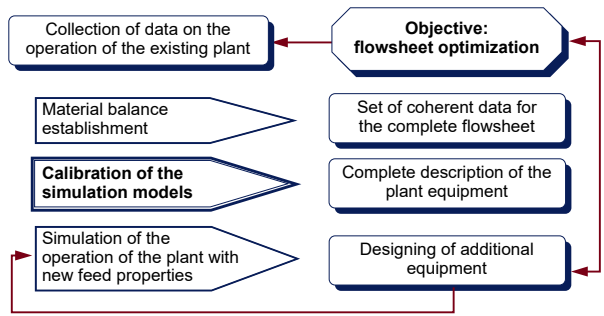 Collection of data on the
operation of the existing plant
Objective:
flowsheet optimization
Material balance
establishment
Set of coherent data for
the complete flowsheet
Calibration of the
simulation models
Complete description of the
plant equipment
Simulation of the
operation of the plant with
new feed properties
Designing of additional
equipment